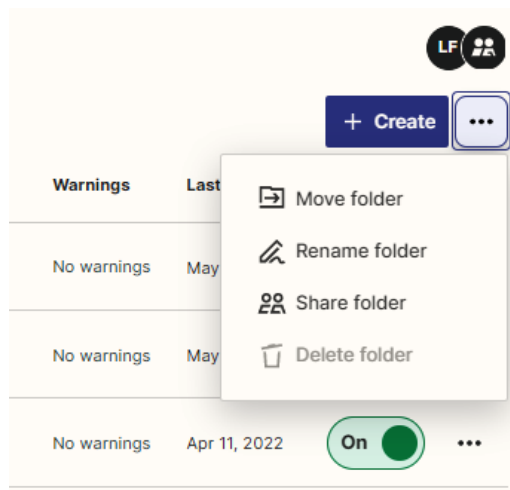 LF
+ Create
Warnings Last
Move folder
No warnings May
Rename folder
Share folder
No warnings May
Delete folder
No warnings Apr 11, 2022 On